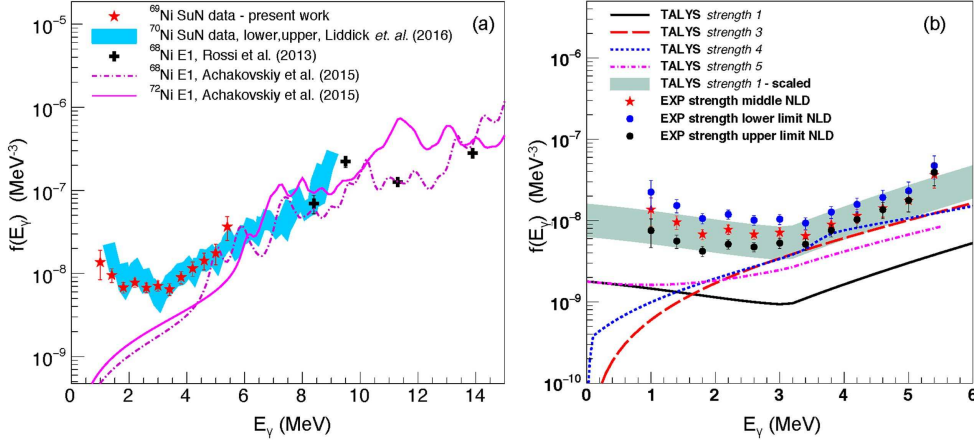 (a)
⁶⁹Ni SuN data - present work
⁷⁰Ni SuN data, lower,upper, Liddick et. al. (2016)
⁶⁸Ni E1, Rossi et al. (2013)
⁶⁸Ni E1, Achakovskiy et al. (2015)
⁷²Ni E1, Achakovskiy et al. (2015)
f(Eγ) (MeV⁻³)
10⁻⁵
10⁻⁶
10⁻⁷
10⁻⁸
10⁻⁹
0 2 4 6 8 10 12 14
Eγ (MeV)
(b)
TALYS strength 1
TALYS strength 3
TALYS strength 4
TALYS strength 5
TALYS strength 1 - scaled
EXP strength middle NLD
EXP strength lower limit NLD
EXP strength upper limit NLD
f(Eγ) (MeV⁻³)
10⁻⁵
10⁻⁶
10⁻⁷
10⁻⁸
10⁻⁹
10⁻¹⁰
0 1 2 3 4 5 6
Eγ (MeV)